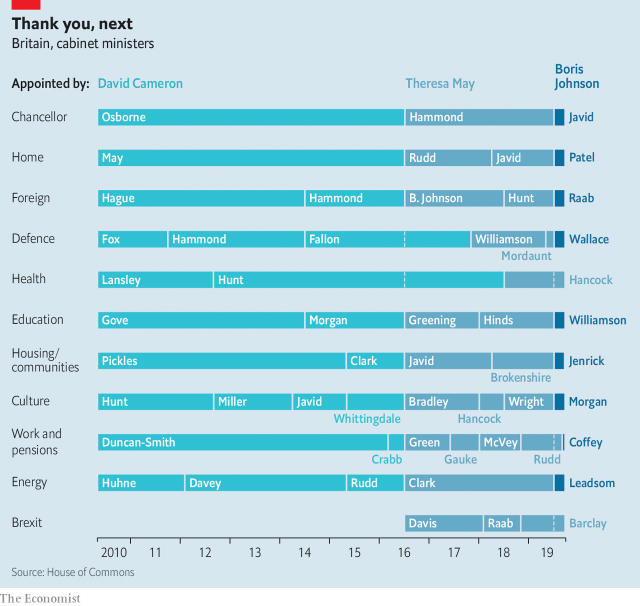 Thank you, next
Britain, cabinet ministers
Appointed by: David Cameron Theresa May Boris Johnson
Chancellor Osborne Hammond Javid
Home May Rudd Javid Patel
Foreign Hague Hammond B. Johnson Hunt Raab
Defence Fox Hammond Fallon Williamson Wallace
Mordaunt
Health Lansley Hunt Hancock
Education Gove Morgan Greening Hinds Williamson
Housing/
communities Pickles Clark Javid Jenrick
Brokenshire
Culture Hunt Miller Javid Bradley Wright Morgan
Whittingdale Hancock
Work and
pensions Duncan-Smith Green McVey Coffey
Crabb Gauke Rudd
Energy Huhne Davey Rudd Clark Leadsom
Brexit Davis Raab Barclay
2010 11 12 13 14 15 16 17 18 19
Source: House of Commons
The Economist